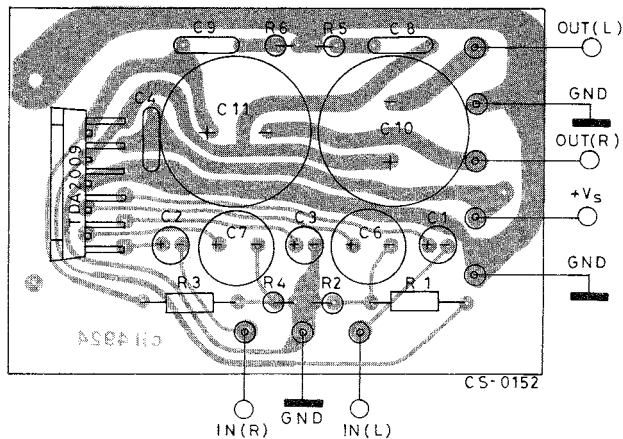 C9 R6 R5 C8
OUT(L)
C4
C11
C10
GND
OUT(R)
TDA2009
+Vs
C2 C7 C3 C6 C1
GND
R3 R4 R2 R1
CS-0152
IN(R) GND IN(L)